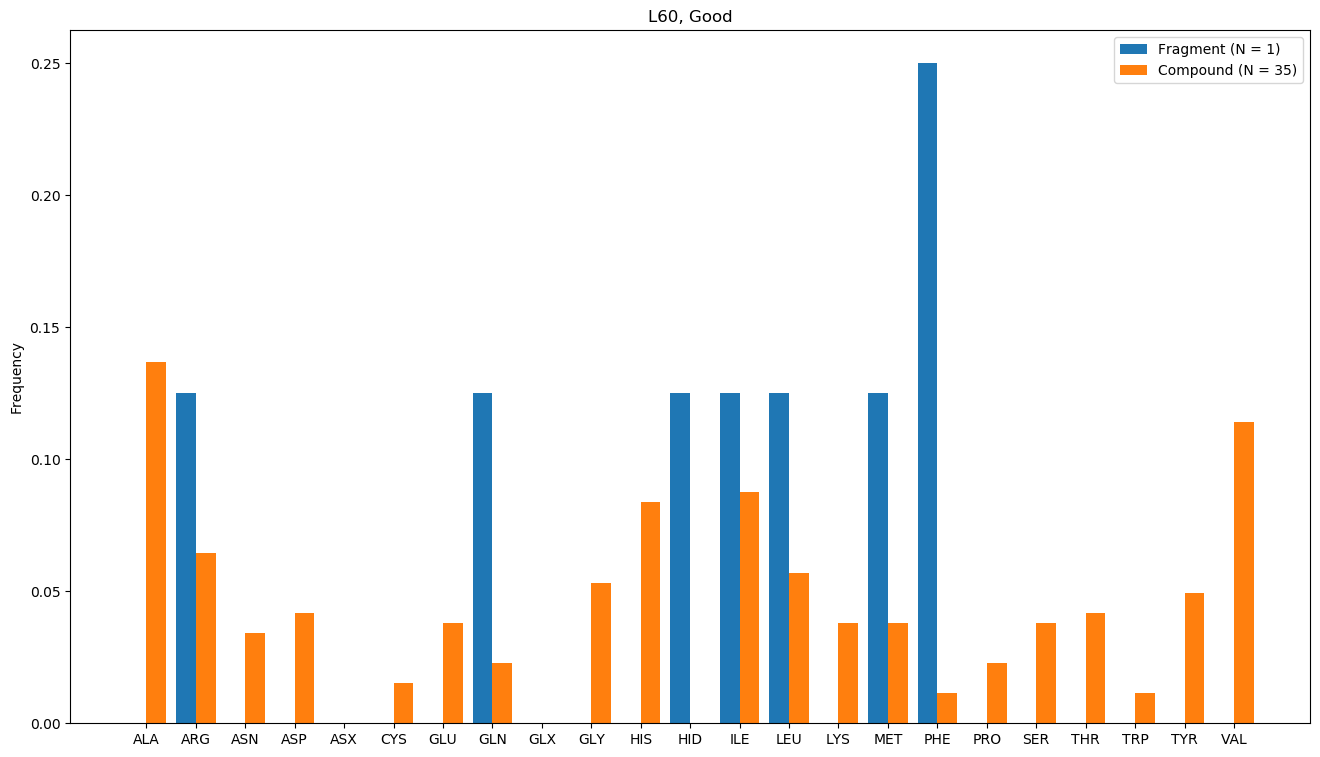 L60, Good
Fragment (N = 1)
Compound (N = 35)
Frequency
0.25
0.20
0.15
0.10
0.05
0.00
ALA ARG ASN ASP ASX CYS GLU GLN GLX GLY HIS HID ILE LEU LYS MET PHE PRO SER THR TRP TYR VAL